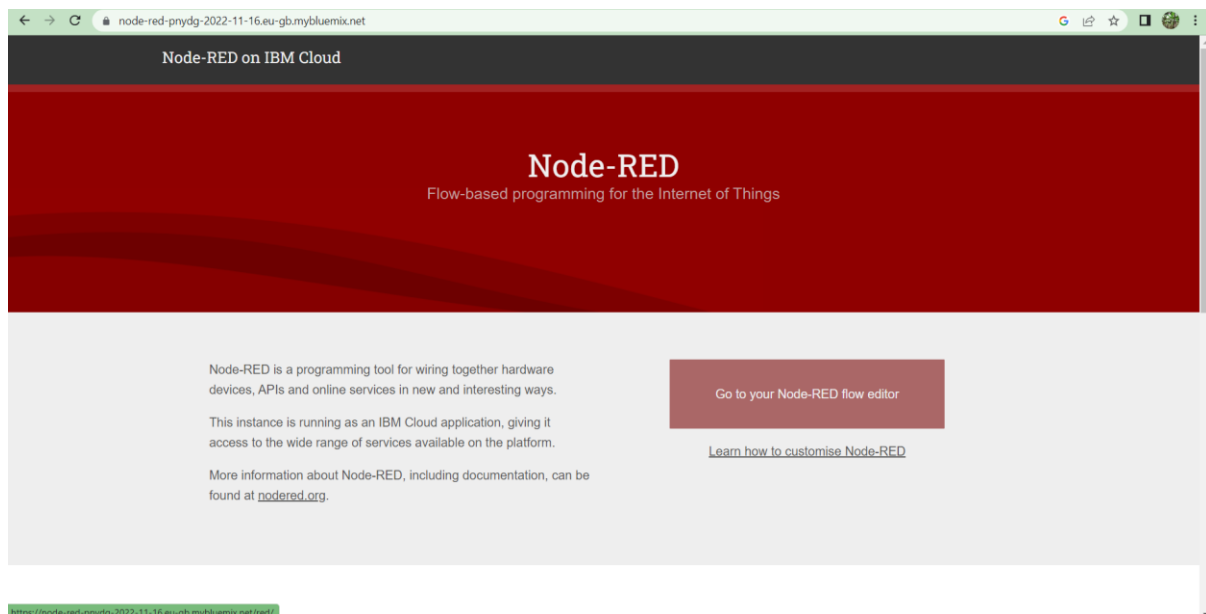 node-red-pnydg-2022-11-16.eu-gb.mybluemix.net
Node-RED on IBM Cloud
Node-RED
Flow-based programming for the Internet of Things
Node-RED is a programming tool for wiring together hardware
devices, APIs and online services in new and interesting ways.
This instance is running as an IBM Cloud application, giving it
access to the wide range of services available on the platform.
More information about Node-RED, including documentation, can be
found at nodered.org.
Go to your Node-RED flow editor
Learn how to customise Node-RED
https://node-red-pnydg-2022-11-16.eu-gb.mybluemix.net/red/